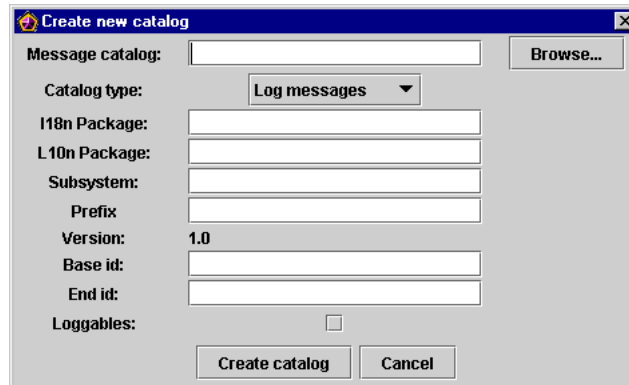 Create new catalog
Message catalog: Browse...
Catalog type: Log messages
I18n Package:
L10n Package:
Subsystem:
Prefix
Version: 1.0
Base id:
End id:
Loggables:
Create catalog Cancel